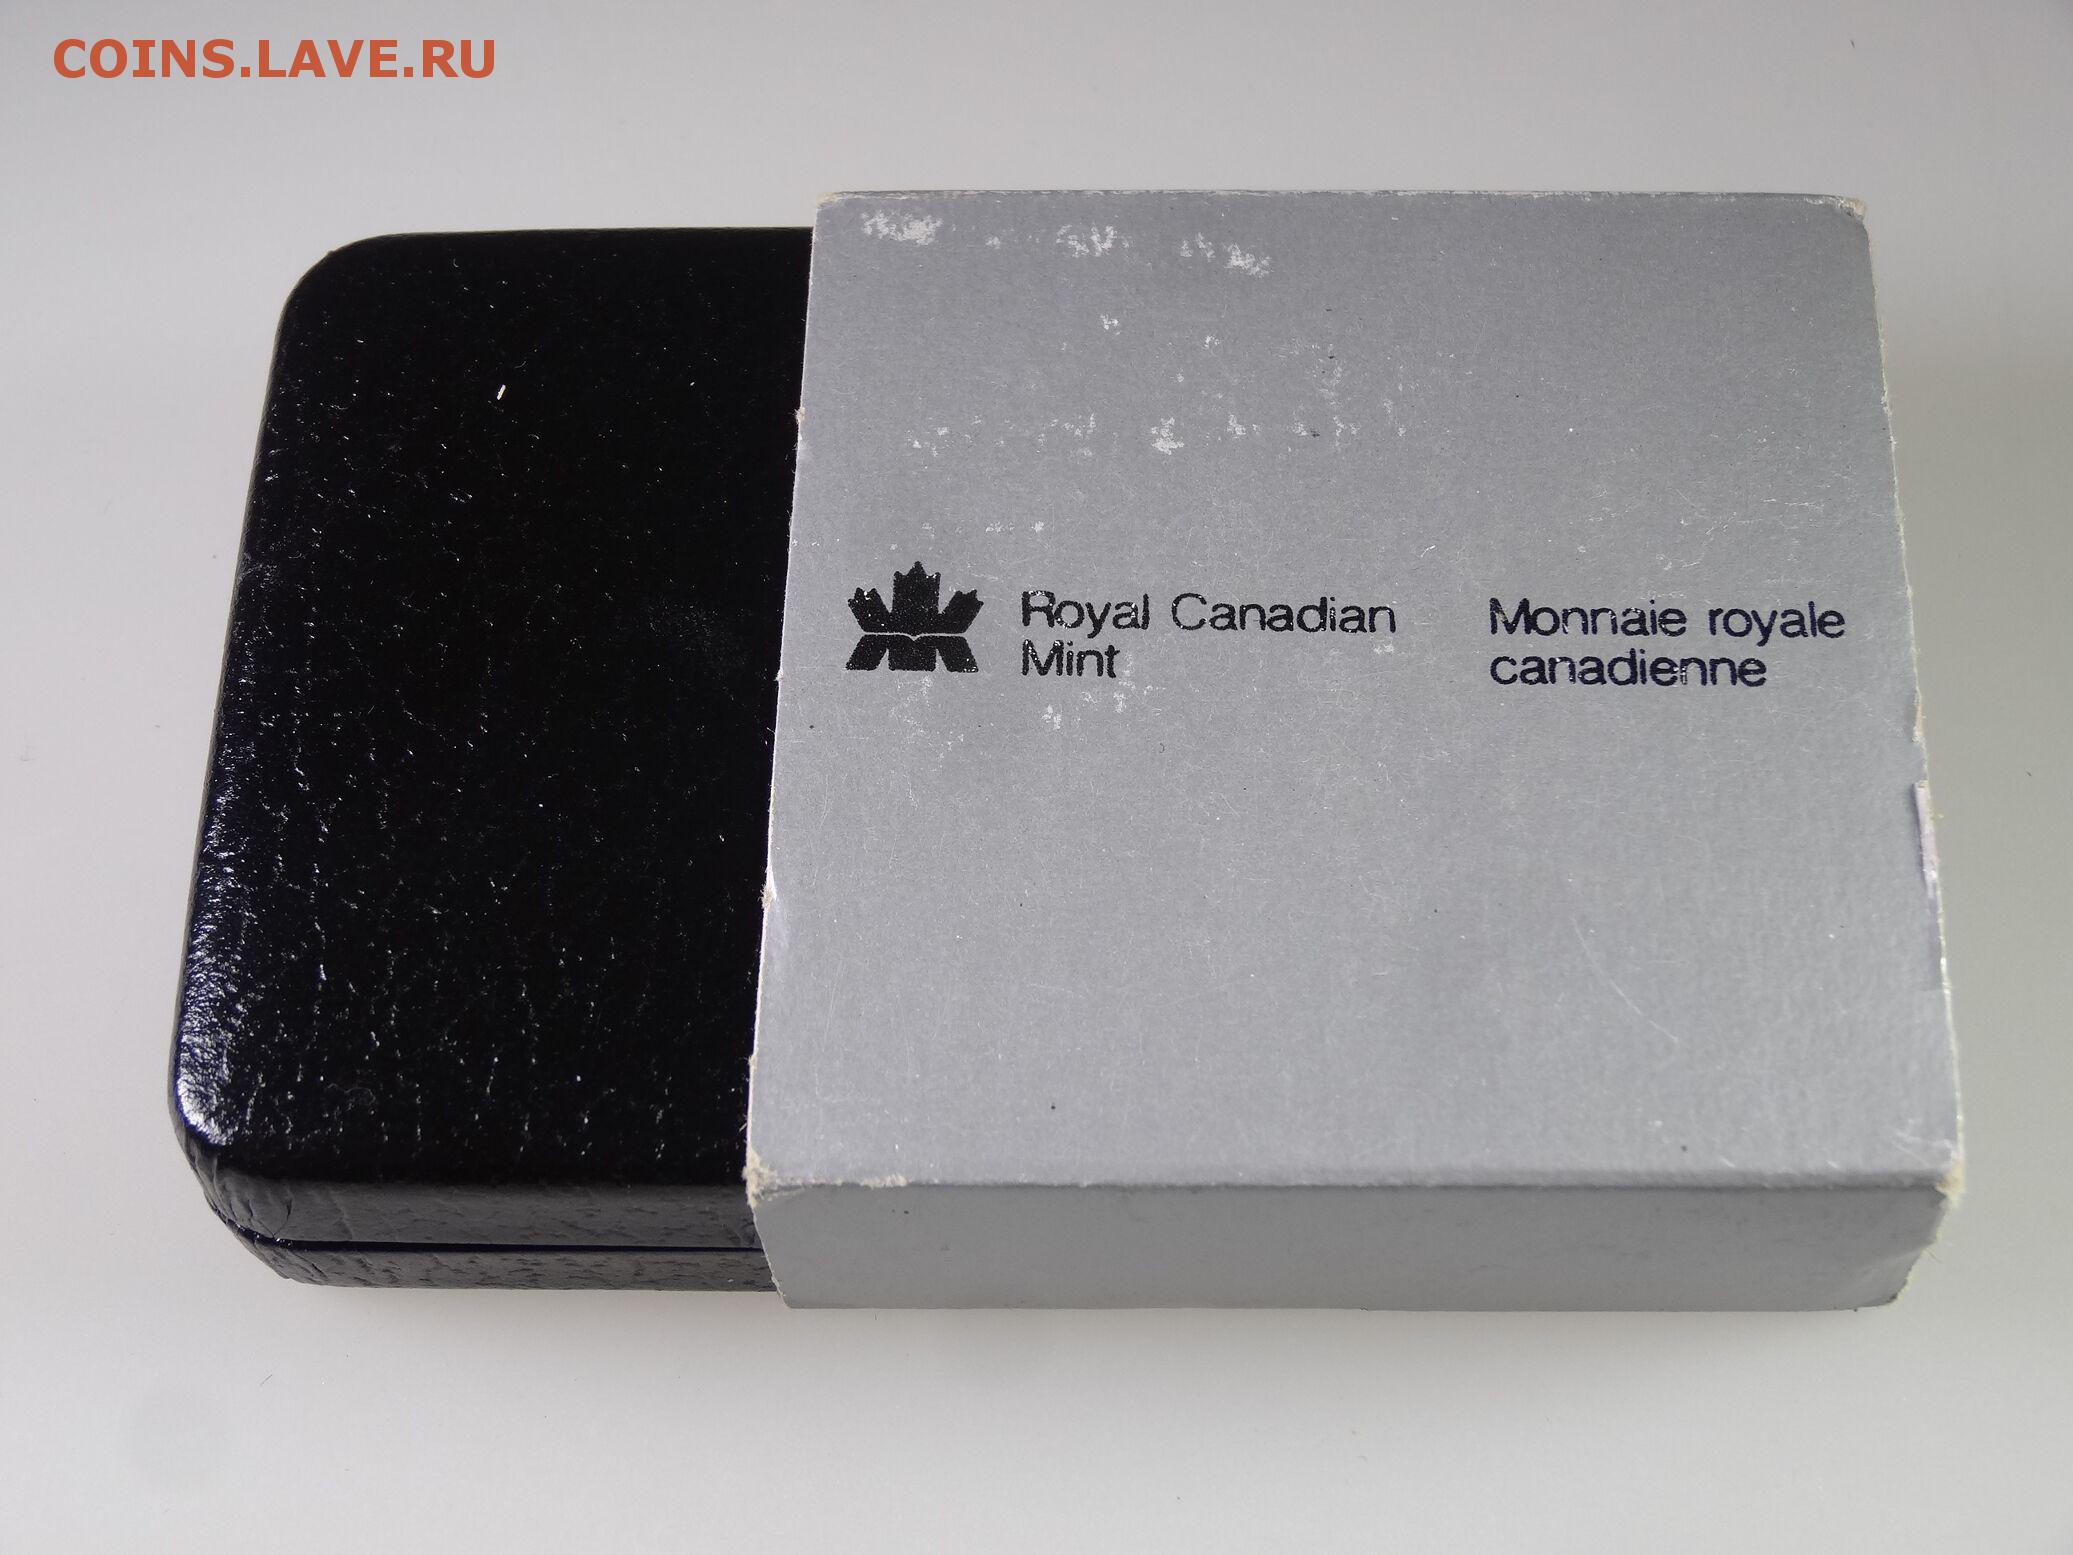 COINS.LAVE.RU
Royal Canadian
Mint
Monnaie royale
canadienne